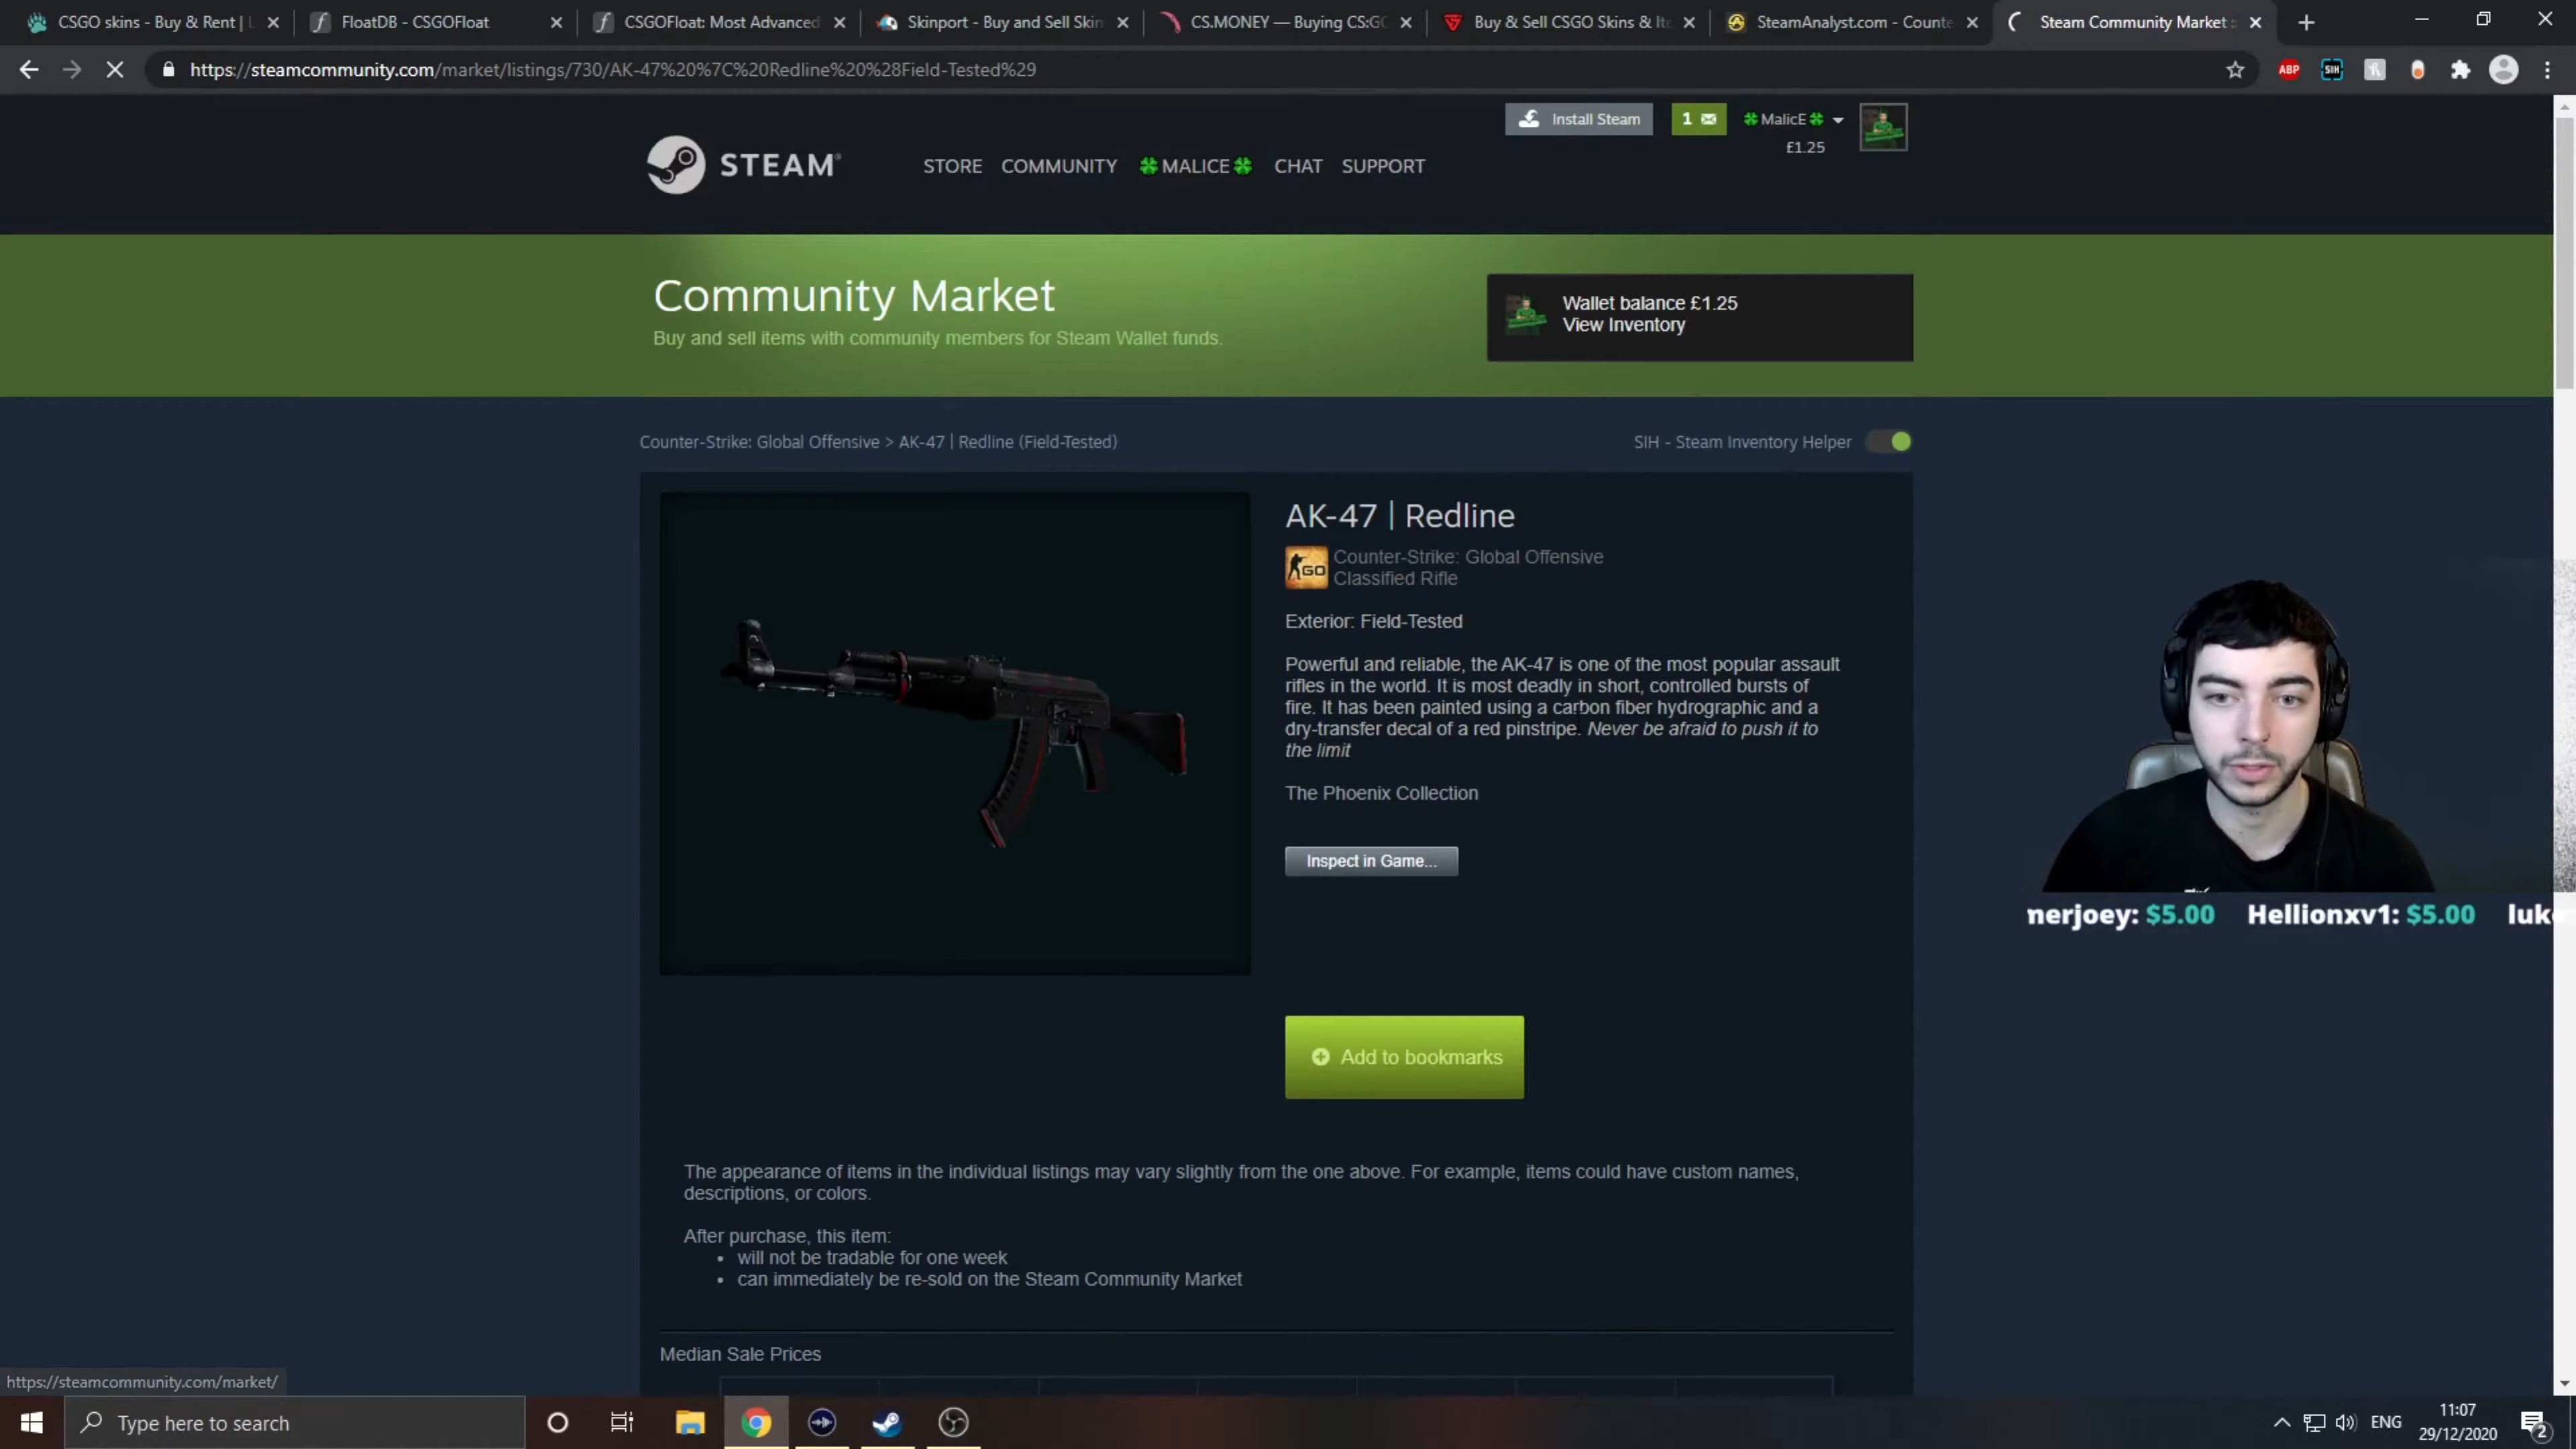 CSGO skins - Buy & Rent | L
FloatDB - CSGOFloat
CSGOFloat: Most Advanced
Skinport - Buy and Sell Skin
CS.MONEY — Buying CS:GO
Buy & Sell CSGO Skins & Ite
SteamAnalyst.com - Counte
Steam Community Market :
https://steamcommunity.com/market/listings/730/AK-47%20%7C%20Redline%20%28Field-Tested%29
ABP
SIH
Install Steam
1
MalicE
£1.25
STEAM
STORE
COMMUNITY
MALICE
CHAT
SUPPORT
Community Market
Buy and sell items with community members for Steam Wallet funds.
Wallet balance £1.25
View Inventory
Counter-Strike: Global Offensive > AK-47 | Redline (Field-Tested)
SIH - Steam Inventory Helper
AK-47 | Redline
GO
Counter-Strike: Global Offensive
Classified Rifle
Exterior: Field-Tested
Powerful and reliable, the AK-47 is one of the most popular assault
rifles in the world. It is most deadly in short, controlled bursts of
fire. It has been painted using a carbon fiber hydrographic and a
dry-transfer decal of a red pinstripe. Never be afraid to push it to
the limit
The Phoenix Collection
Inspect in Game...
nerjoey: $5.00 Hellionxv1: $5.00 luke
Add to bookmarks
The appearance of items in the individual listings may vary slightly from the one above. For example, items could have custom names,
descriptions, or colors.
After purchase, this item:
• will not be tradable for one week
• can immediately be re-sold on the Steam Community Market
Median Sale Prices
https://steamcommunity.com/market/
Type here to search
ENG
11:07
29/12/2020
2